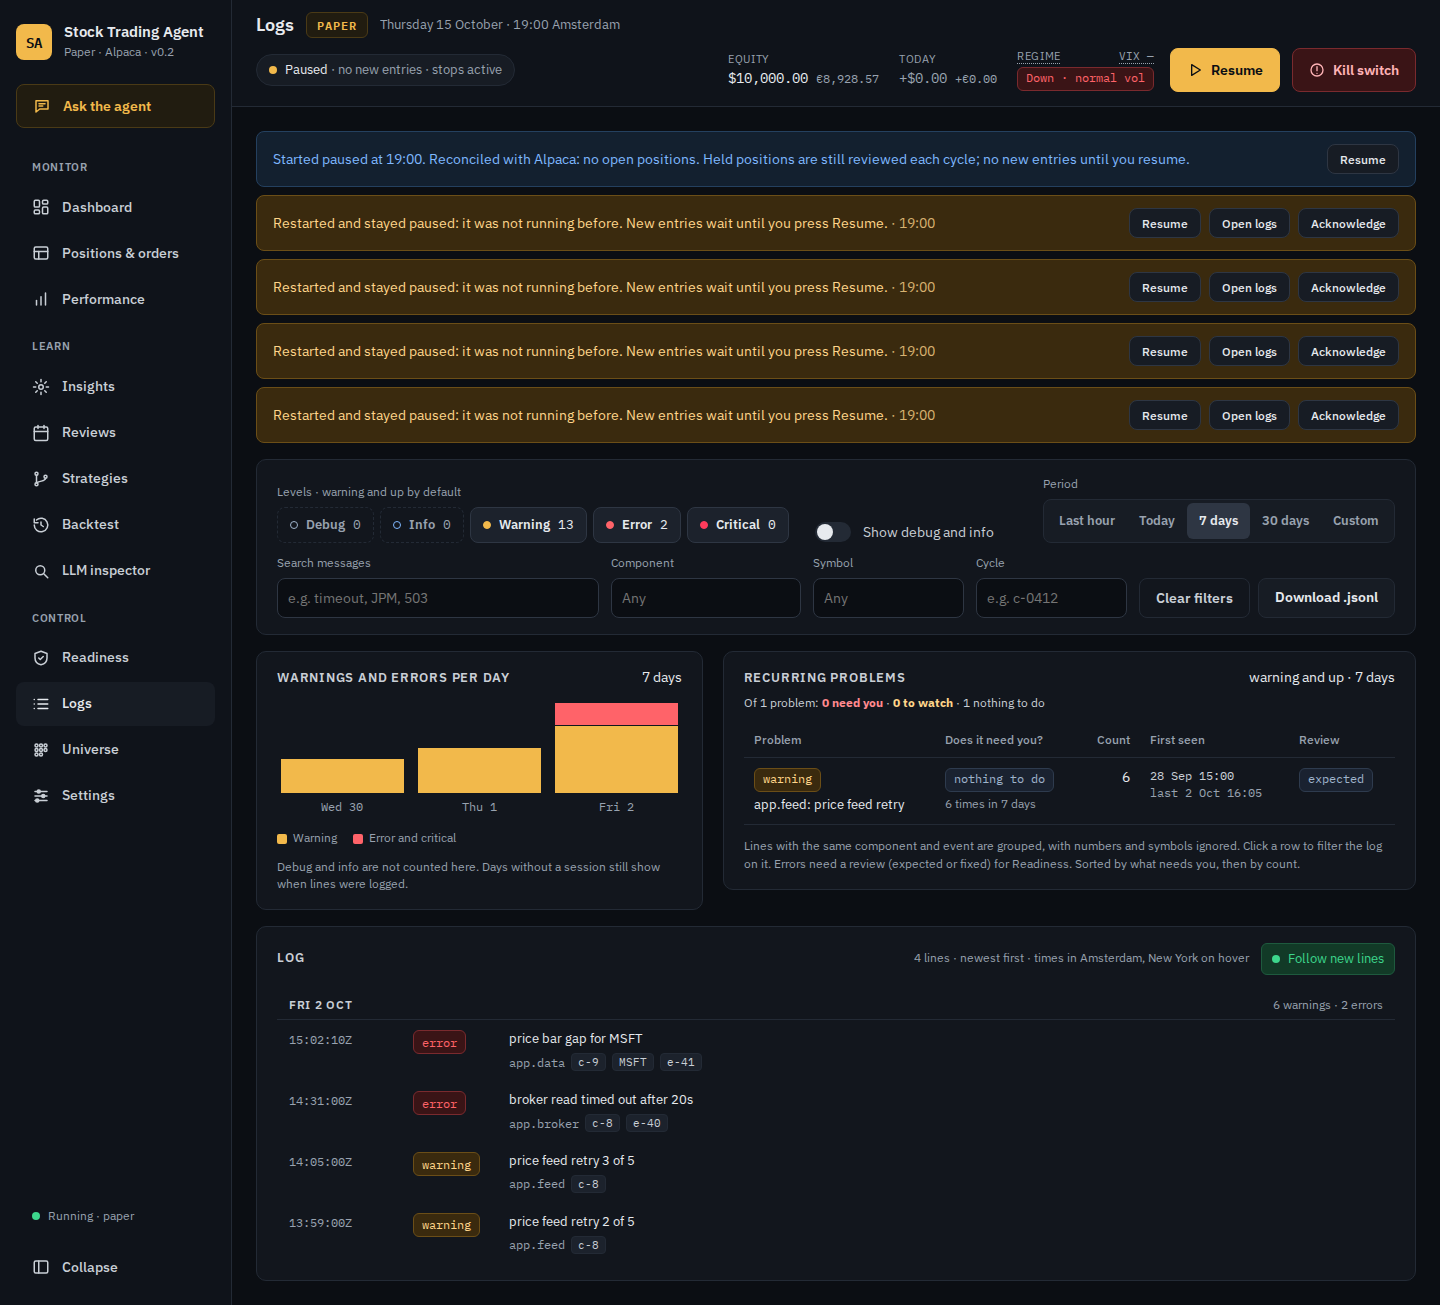 SA
Stock Trading Agent
Paper · Alpaca · v0.2
Ask the agent
MONITOR
Dashboard
Positions & orders
Performance
LEARN
Insights
Reviews
Strategies
Backtest
LLM inspector
CONTROL
Readiness
Logs
Universe
Settings
Running · paper
Collapse
Logs PAPER Thursday 15 October · 19:00 Amsterdam
Paused · no new entries · stops active
EQUITY
$10,000.00 €8,928.57
TODAY
+$0.00 +€0.00
REGIME VIX —
Down · normal vol
Resume
Kill switch
Started paused at 19:00. Reconciled with Alpaca: no open positions. Held positions are still reviewed each cycle; no new entries until you resume. Resume
Restarted and stayed paused: it was not running before. New entries wait until you press Resume. · 19:00 Resume Open logs Acknowledge
Restarted and stayed paused: it was not running before. New entries wait until you press Resume. · 19:00 Resume Open logs Acknowledge
Restarted and stayed paused: it was not running before. New entries wait until you press Resume. · 19:00 Resume Open logs Acknowledge
Restarted and stayed paused: it was not running before. New entries wait until you press Resume. · 19:00 Resume Open logs Acknowledge
Levels · warning and up by default
Debug 0 Info 0 Warning 13 Error 2 Critical 0
Show debug and info
Period
Last hour Today 7 days 30 days Custom
Search messages
e.g. timeout, JPM, 503
Component
Any
Symbol
Any
Cycle
e.g. c-0412
Clear filters
Download .jsonl
WARNINGS AND ERRORS PER DAY 7 days
Wed 30 Thu 1 Fri 2
Warning Error and critical
Debug and info are not counted here. Days without a session still show
when lines were logged.
RECURRING PROBLEMS warning and up · 7 days
Of 1 problem: 0 need you · 0 to watch · 1 nothing to do
Problem Does it need you? Count First seen Review
warning nothing to do 6 28 Sep 15:00 expected
app.feed: price feed retry 6 times in 7 days last 2 Oct 16:05
Lines with the same component and event are grouped, with numbers and symbols ignored. Click a row to filter the log
on it. Errors need a review (expected or fixed) for Readiness. Sorted by what needs you, then by count.
LOG 4 lines · newest first · times in Amsterdam, New York on hover Follow new lines
FRI 2 OCT 6 warnings · 2 errors
15:02:10Z error price bar gap for MSFT
app.data c-9 MSFT e-41
14:31:00Z error broker read timed out after 20s
app.broker c-8 e-40
14:05:00Z warning price feed retry 3 of 5
app.feed c-8
13:59:00Z warning price feed retry 2 of 5
app.feed c-8